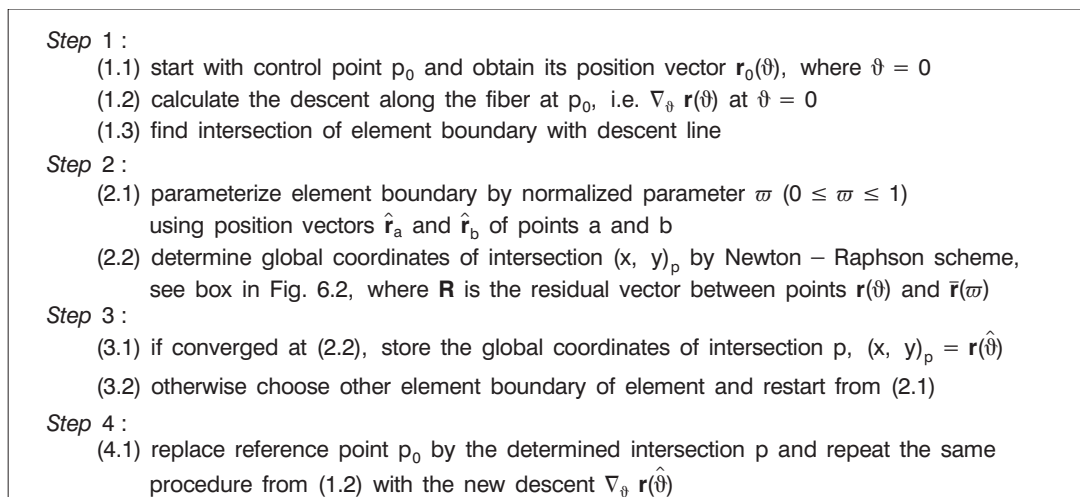 Step 1 :
(1.1) start with control point p₀ and obtain its position vector r₀(ϑ), where ϑ = 0
(1.2) calculate the descent along the fiber at p₀, i.e. ∇ϑ r(ϑ) at ϑ = 0
(1.3) find intersection of element boundary with descent line
Step 2 :
(2.1) parameterize element boundary by normalized parameter ϖ (0 ≤ ϖ ≤ 1)
using position vectors r̂ₐ and r̂_b of points a and b
(2.2) determine global coordinates of intersection (x, y)ₚ by Newton – Raphson scheme,
see box in Fig. 6.2, where R is the residual vector between points r(ϑ) and r̄(ϖ)
Step 3 :
(3.1) if converged at (2.2), store the global coordinates of intersection p, (x, y)ₚ = r(ϑ̂)
(3.2) otherwise choose other element boundary of element and restart from (2.1)
Step 4 :
(4.1) replace reference point p₀ by the determined intersection p and repeat the same
procedure from (1.2) with the new descent ∇ϑ r(ϑ̂)